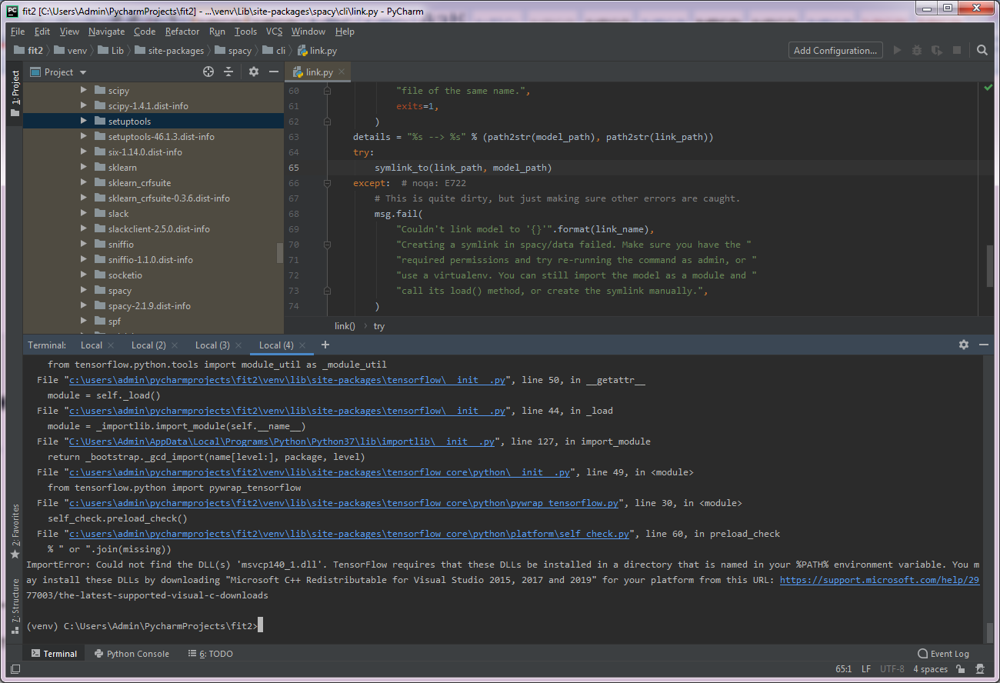 fit2 [C:\Users\Admin\PycharmProjects\fit2] - ...\venv\Lib\site-packages\spacy\cli\link.py - PyCharm
File Edit View Navigate Code Refactor Run Tools VCS Window Help
fit2 venv Lib site-packages spacy cli link.py Add Configuration...
Project link.py
1: Project
scipy
scipy-1.4.1.dist-info
setuptools
setuptools-46.1.3.dist-info
six-1.14.0.dist-info
sklearn
sklearn_crfsuite
sklearn_crfsuite-0.3.6.dist-info
slack
slackclient-2.5.0.dist-info
sniffio
sniffio-1.1.0.dist-info
socketio
spacy
spacy-2.1.9.dist-info
spf
60 "file of the same name.",
61 exits=1,
62 )
63 details = "%s --> %s" % (path2str(model_path), path2str(link_path))
64 try:
65 symlink_to(link_path, model_path)
66 except: # noqa: E722
67 # This is quite dirty, but just making sure other errors are caught.
68 msg.fail(
69 "Couldn't link model to '{}'".format(link_name),
70 "Creating a symlink in spacy/data failed. Make sure you have the "
71 "required permissions and try re-running the command as admin, or "
72 "use a virtualenv. You can still import the model as a module and "
73 "call its load() method, or create the symlink manually.",
74 )
link() › try
Terminal: Local Local (2) Local (3) Local (4) +
from tensorflow.python.tools import module_util as _module_util
File "c:\users\admin\pycharmprojects\fit2\venv\lib\site-packages\tensorflow\__init__.py", line 50, in __getattr__
module = self._load()
File "c:\users\admin\pycharmprojects\fit2\venv\lib\site-packages\tensorflow\__init__.py", line 44, in _load
module = _importlib.import_module(self.__name__)
File "C:\Users\Admin\AppData\Local\Programs\Python\Python37\lib\importlib\__init__.py", line 127, in import_module
return _bootstrap._gcd_import(name[level:], package, level)
File "c:\users\admin\pycharmprojects\fit2\venv\lib\site-packages\tensorflow_core\python\__init__.py", line 49, in <module>
from tensorflow.python import pywrap_tensorflow
File "c:\users\admin\pycharmprojects\fit2\venv\lib\site-packages\tensorflow_core\python\pywrap_tensorflow.py", line 30, in <module>
self_check.preload_check()
File "c:\users\admin\pycharmprojects\fit2\venv\lib\site-packages\tensorflow_core\python\platform\self_check.py", line 60, in preload_check
% " or ".join(missing))
ImportError: Could not find the DLL(s) 'msvcp140_1.dll'. TensorFlow requires that these DLLs be installed in a directory that is named in your %PATH% environment variable. You m
ay install these DLLs by downloading "Microsoft C++ Redistributable for Visual Studio 2015, 2017 and 2019" for your platform from this URL: https://support.microsoft.com/help/29
77003/the-latest-supported-visual-c-downloads
(venv) C:\Users\Admin\PycharmProjects\fit2>
2: Favorites
7: Structure
Terminal Python Console 6: TODO Event Log
65:1 LF UTF-8 4 spaces